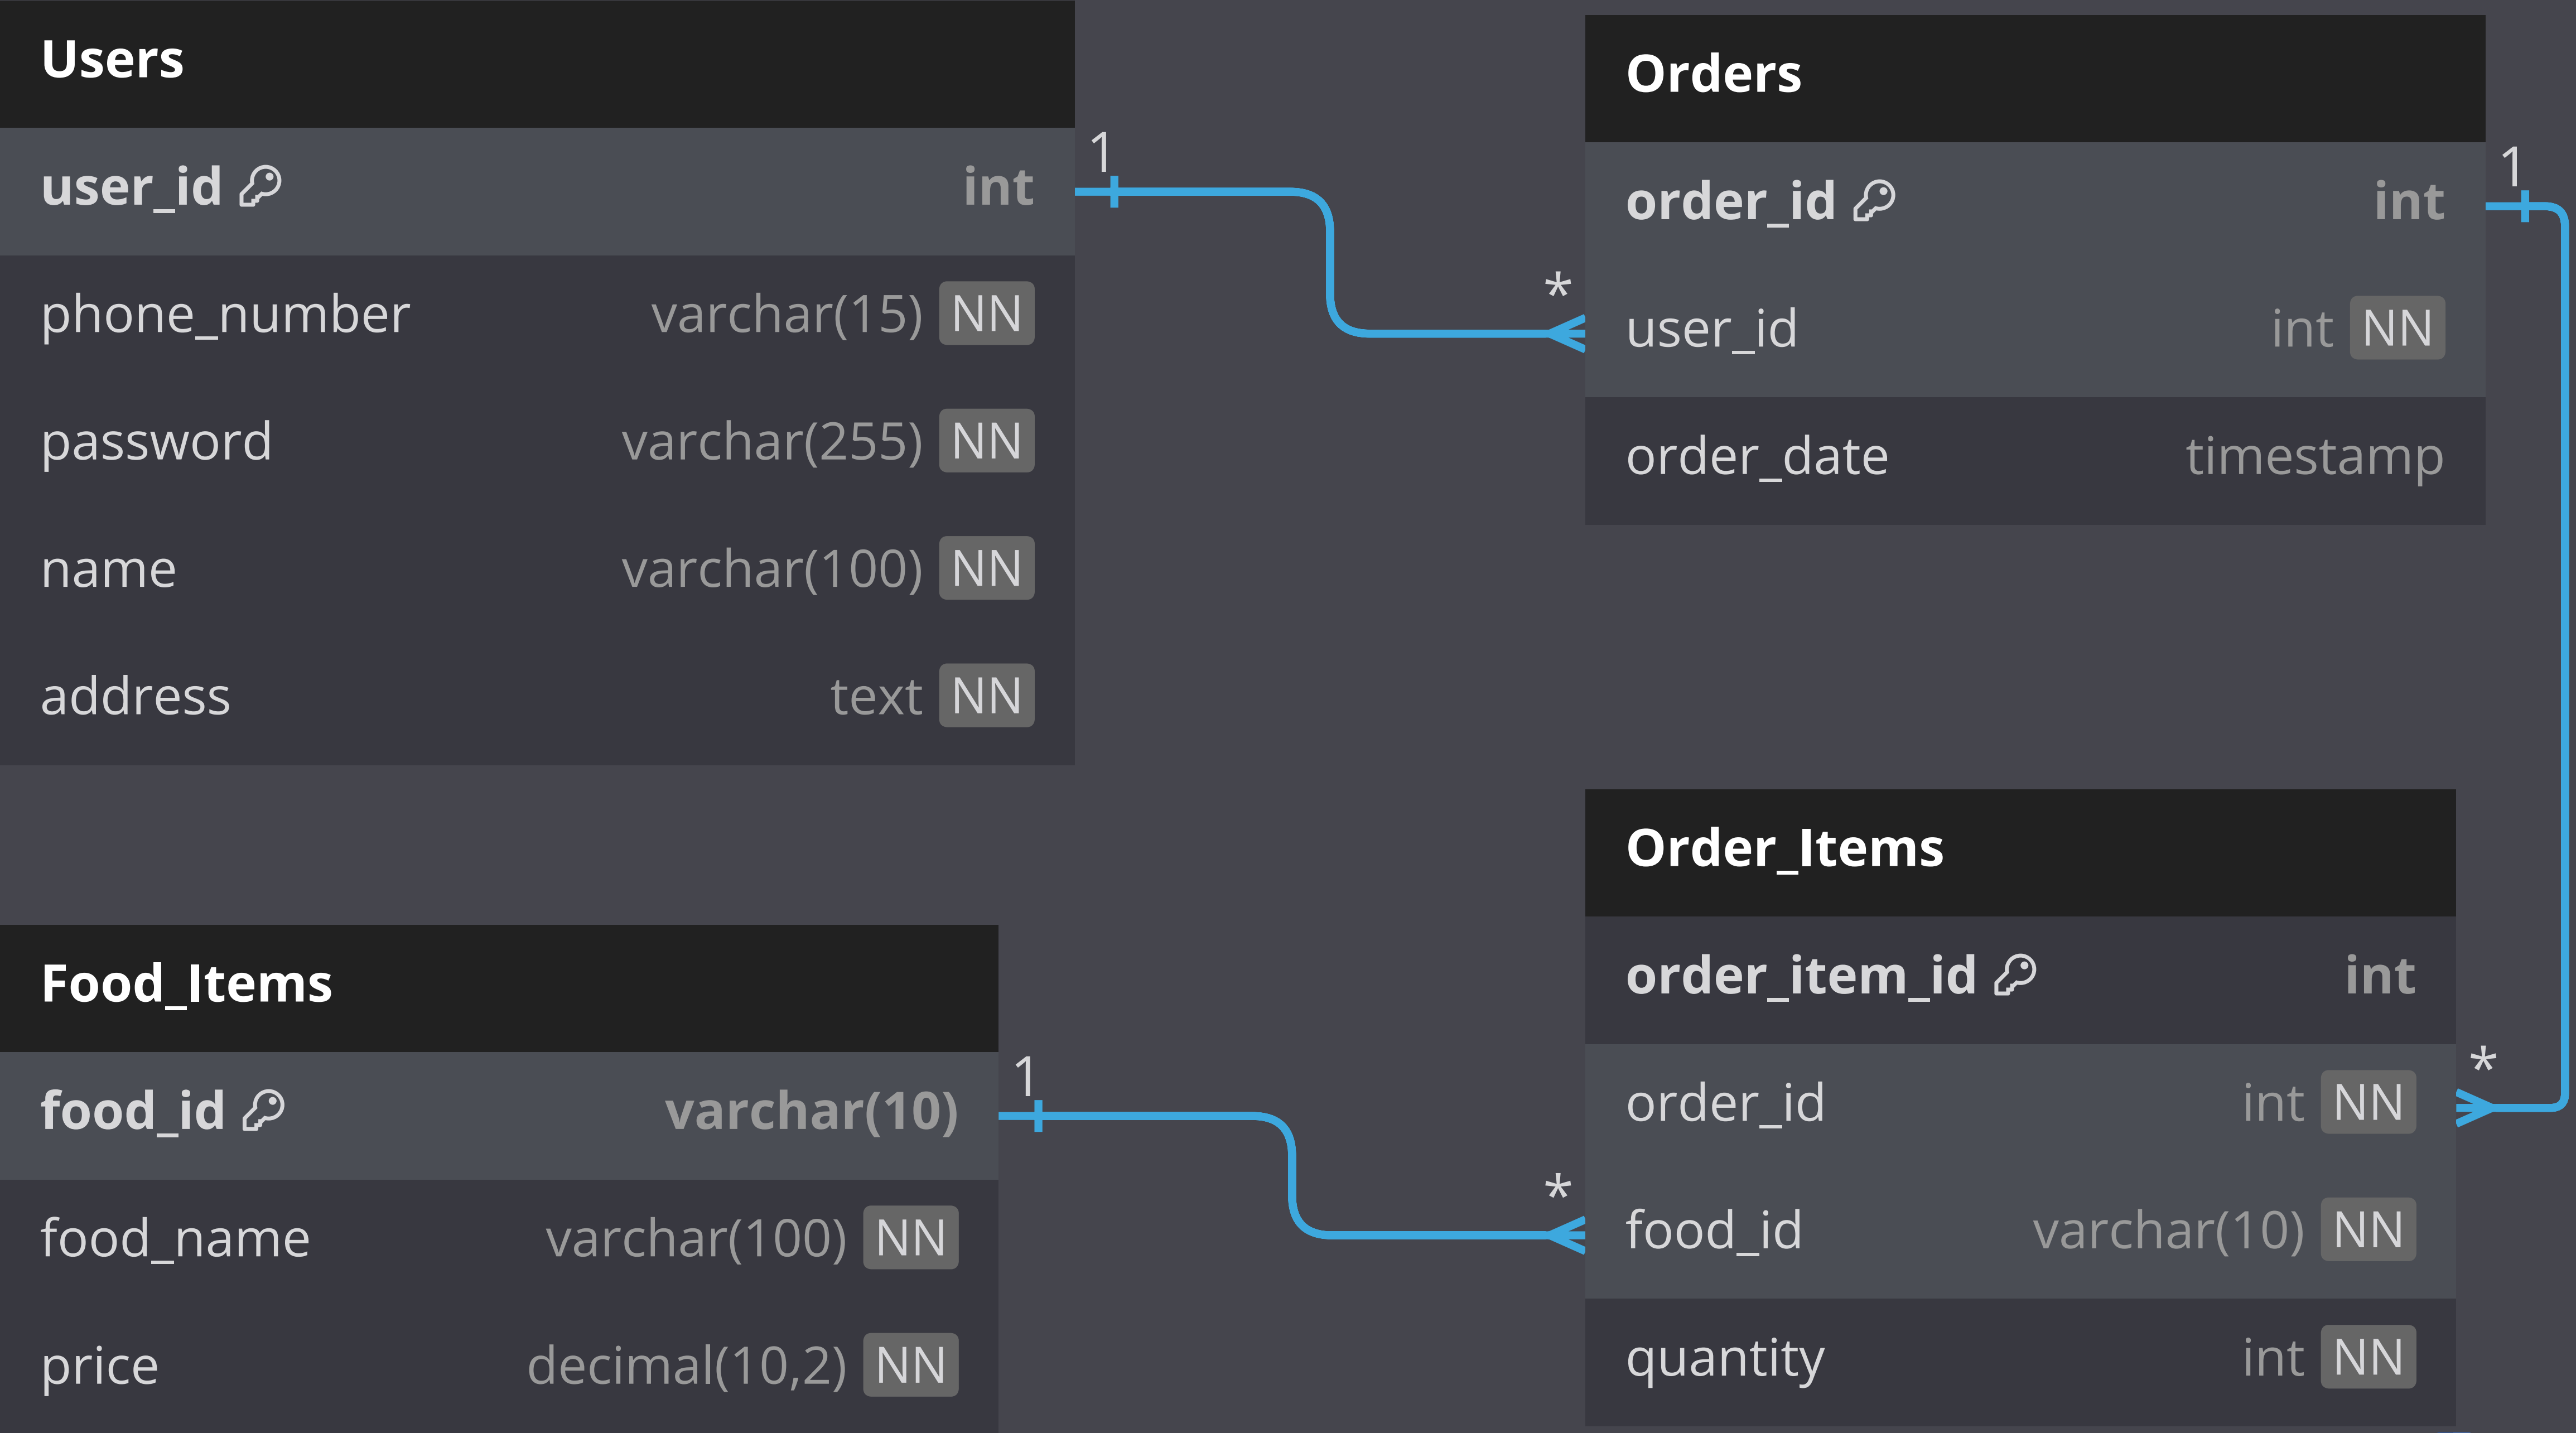 Users
user_id int
phone_number varchar(15) NN
password varchar(255) NN
name varchar(100) NN
address text NN
1
*
Orders
order_id int
user_id int NN
order_date timestamp
1
*
Food_Items
food_id varchar(10)
food_name varchar(100) NN
price decimal(10,2) NN
1
*
Order_Items
order_item_id int
order_id int NN
food_id varchar(10) NN
quantity int NN